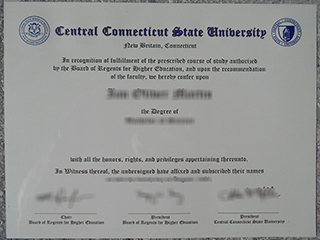 Central Connecticut State University
New Britain, Connecticut
In recognition of fulfillment of the prescribed course of study authorized
by the Board of Regents for Higher Education, and upon the recommendation
of the faculty, we hereby confer upon
the Degree of
with all the honors, rights, and privileges appertaining thereunto.
In Witness thereof, the undersigned have affixed and subscribed their names
Chair
Board of Regents for Higher Education
President
Board of Regents for Higher Education
President
Central Connecticut State University